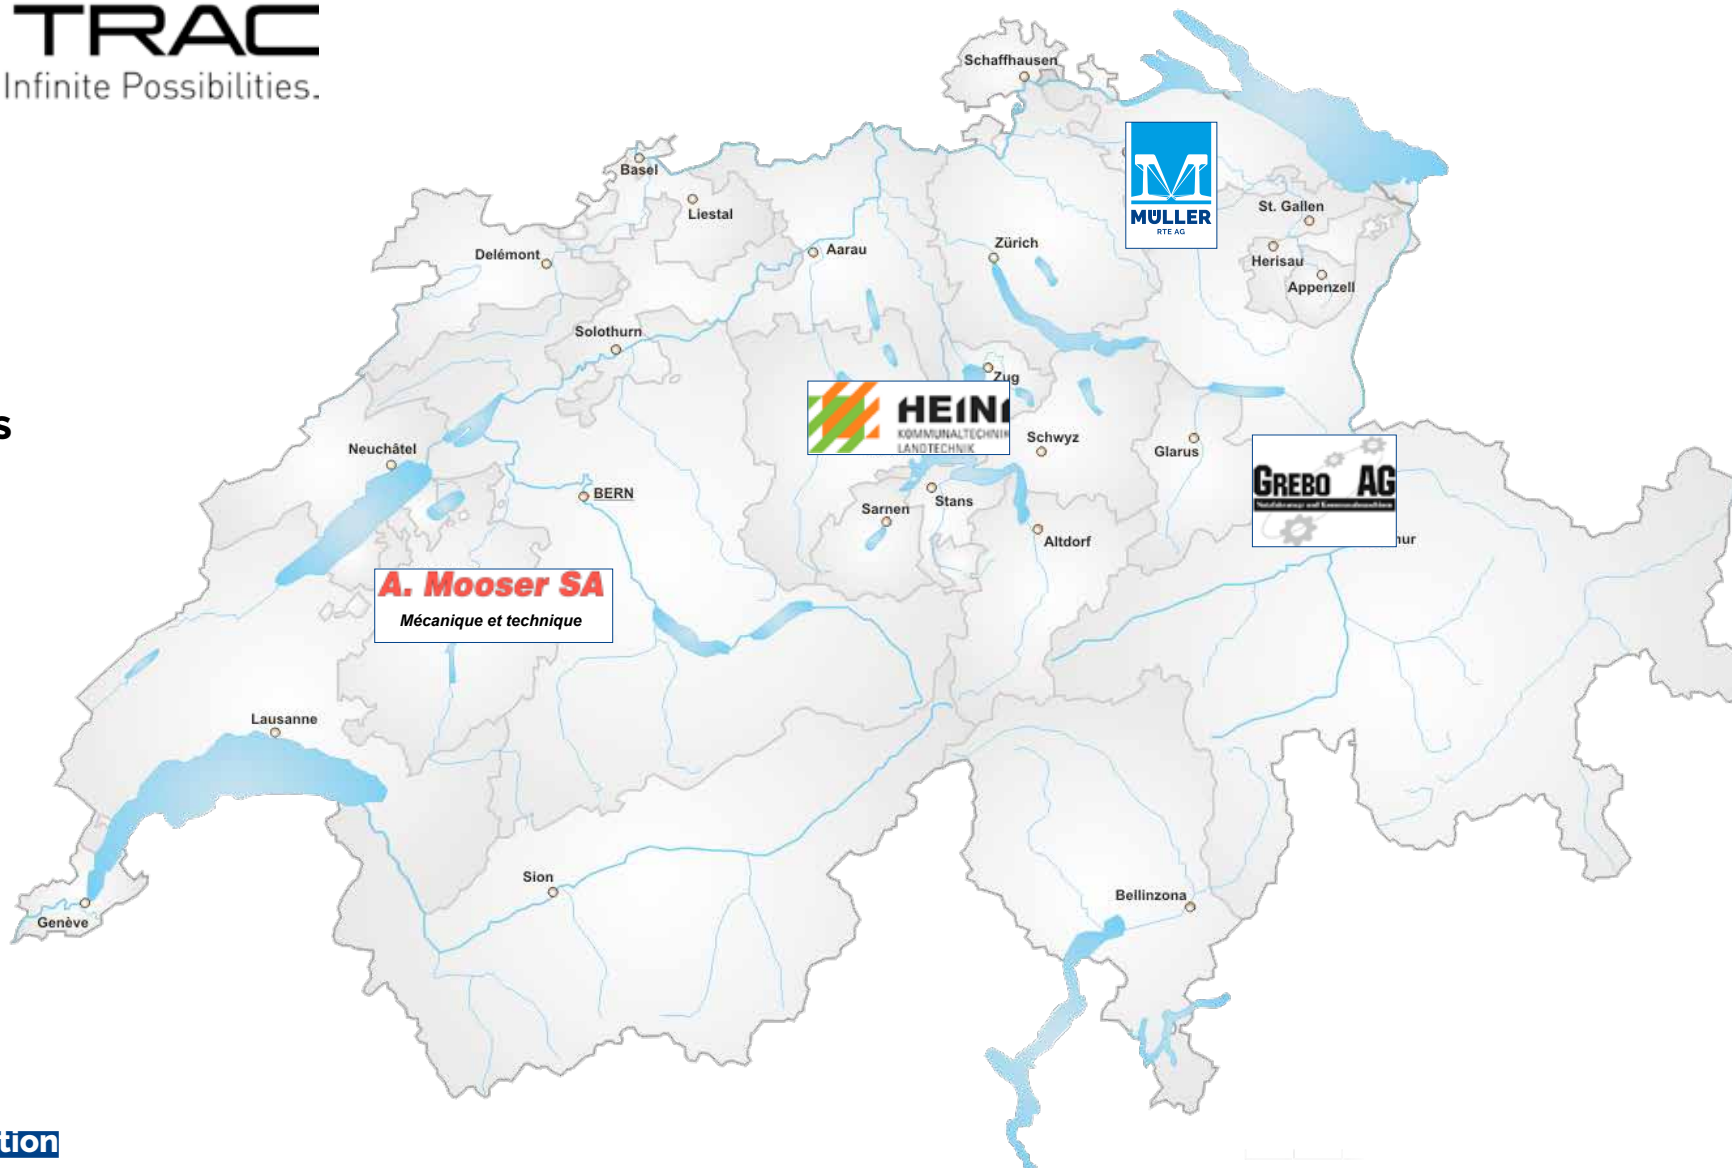 TRAC
Infinite Possibilities.
Schaffhausen
Basel
Liestal
MÜLLER
RTE AG
St. Gallen
Delémont
Aarau
Zürich
Herisau
Appenzell
Solothurn
Zug
HEINI
KOMMUNALTECHNIK
LANDTECHNIK
s
Neuchâtel
Schwyz
Glarus
BERN
Stans
Sarnen
GREBO AG
Altdorf
hur
A. Mooser SA
Mécanique et technique
Lausanne
Sion
Bellinzona
Genève
tion